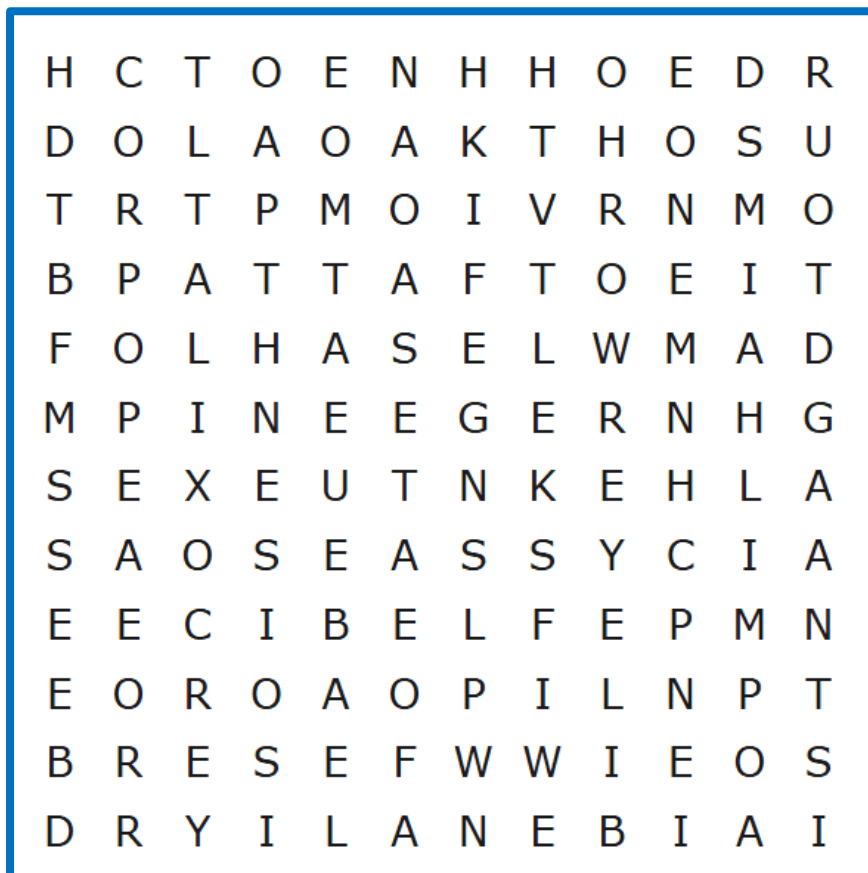 H C T O E N H H O E D R
D O L A O A K T H O S U
T R T P M O I V R N M O
B P A T T A F T O E I T
F O L H A S E L W M A D
M P I N E E G E R N H G
S E X E U T N K E H L A
S A O S E A S S Y C I A
E E C I B E L F E P M N
E O R O A O P I L N P T
B R E S E F W W I E O S
D R Y I L A N E B I A I